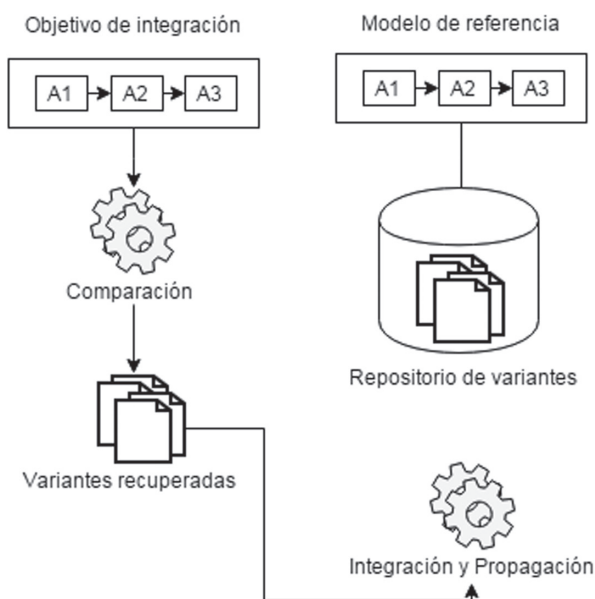 Objetivo de integración
A1 A2 A3
Comparación
Variantes recuperadas
Modelo de referencia
A1 A2 A3
Repositorio de variantes
Integración y Propagación